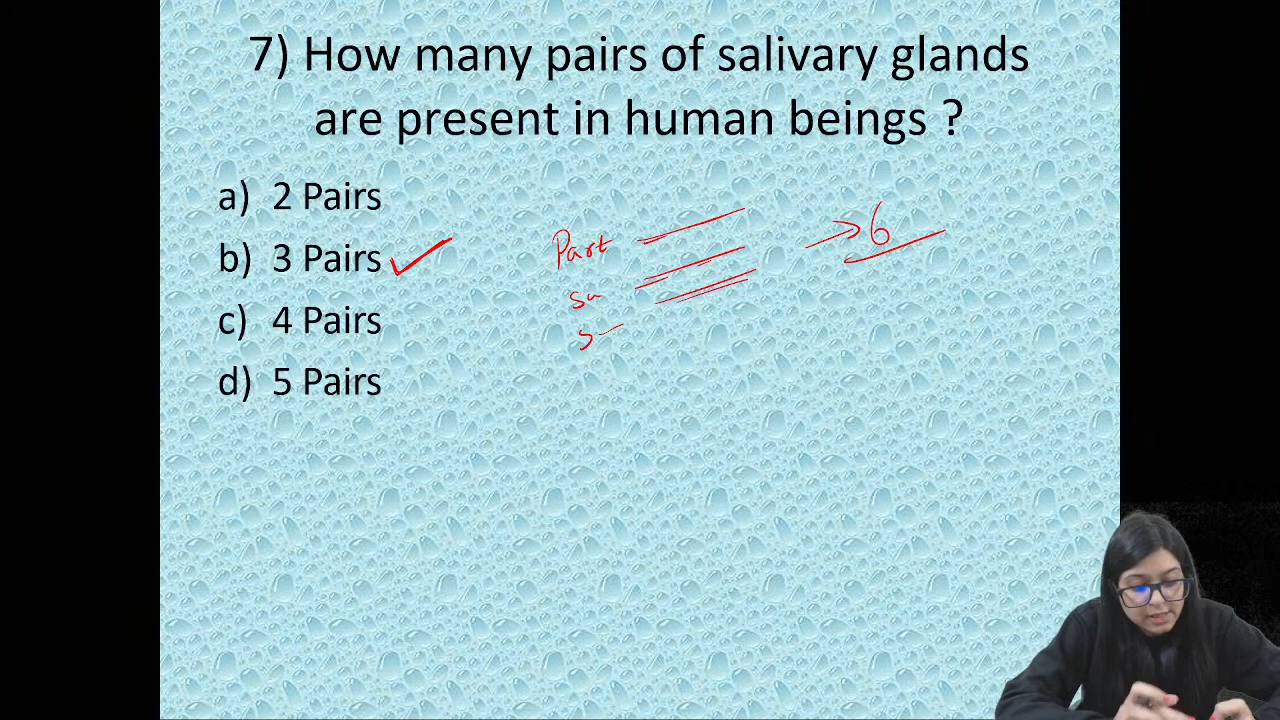 7) How many pairs of salivary glands
are present in human beings ?
a) 2 Pairs
b) 3 Pairs
c) 4 Pairs
d) 5 Pairs
Part
su
s
6